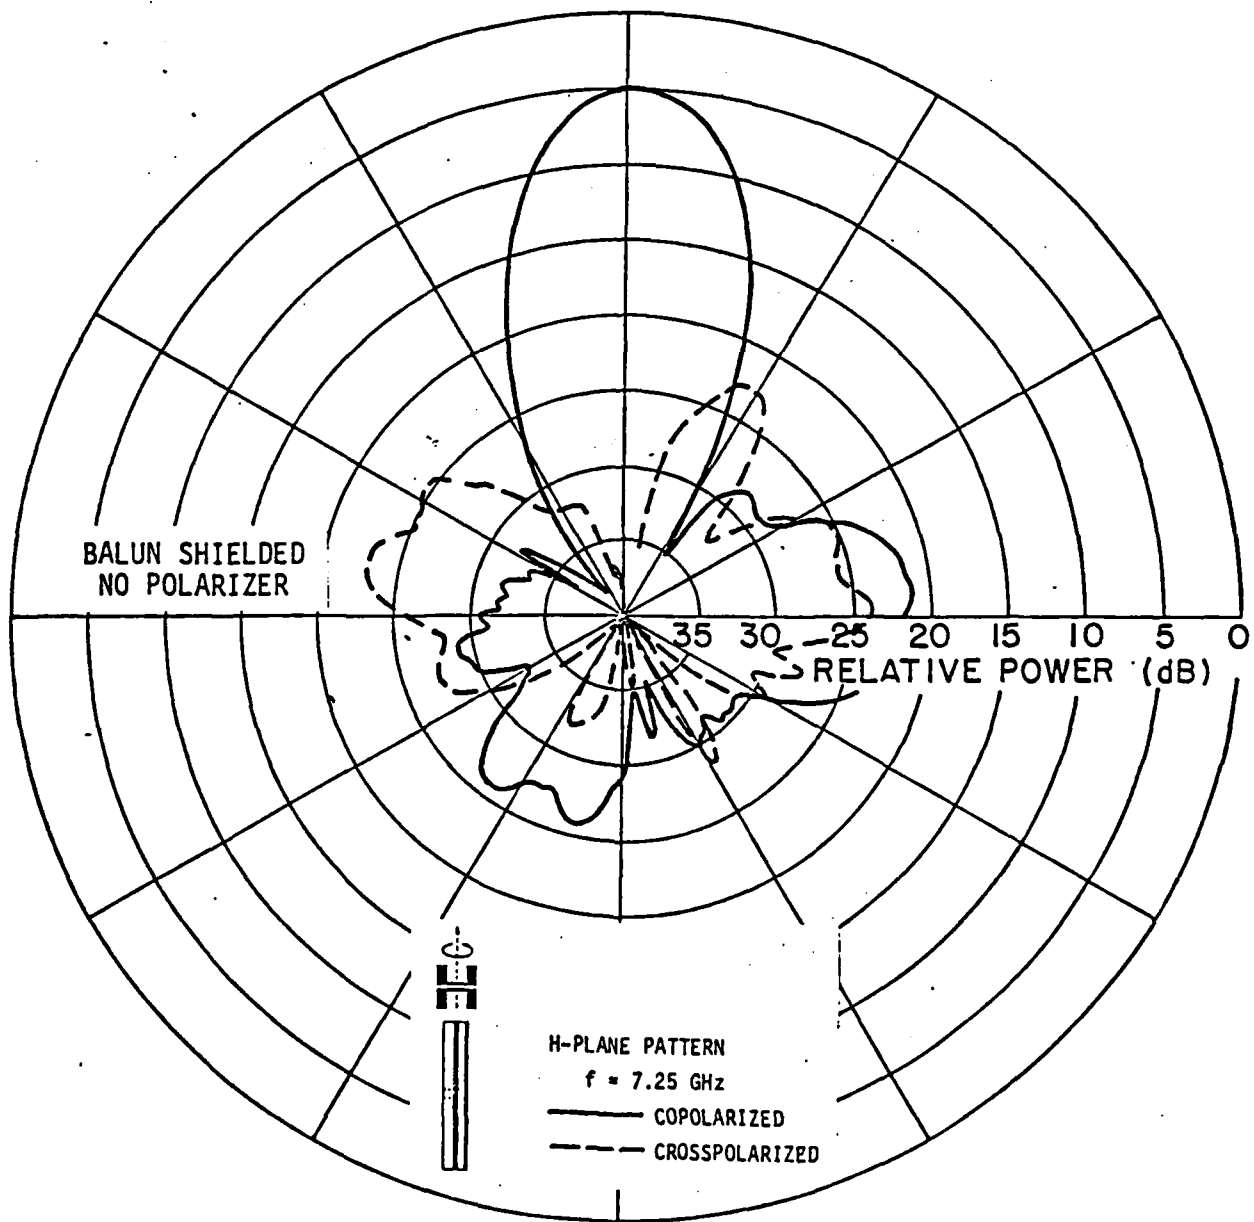 BALUN SHIELDED
NO POLARIZER
35 30 25 20 15 10 5 0
RELATIVE POWER (dB)
H-PLANE PATTERN
f = 7.25 GHz
COPOLARIZED
CROSSPOLARIZED